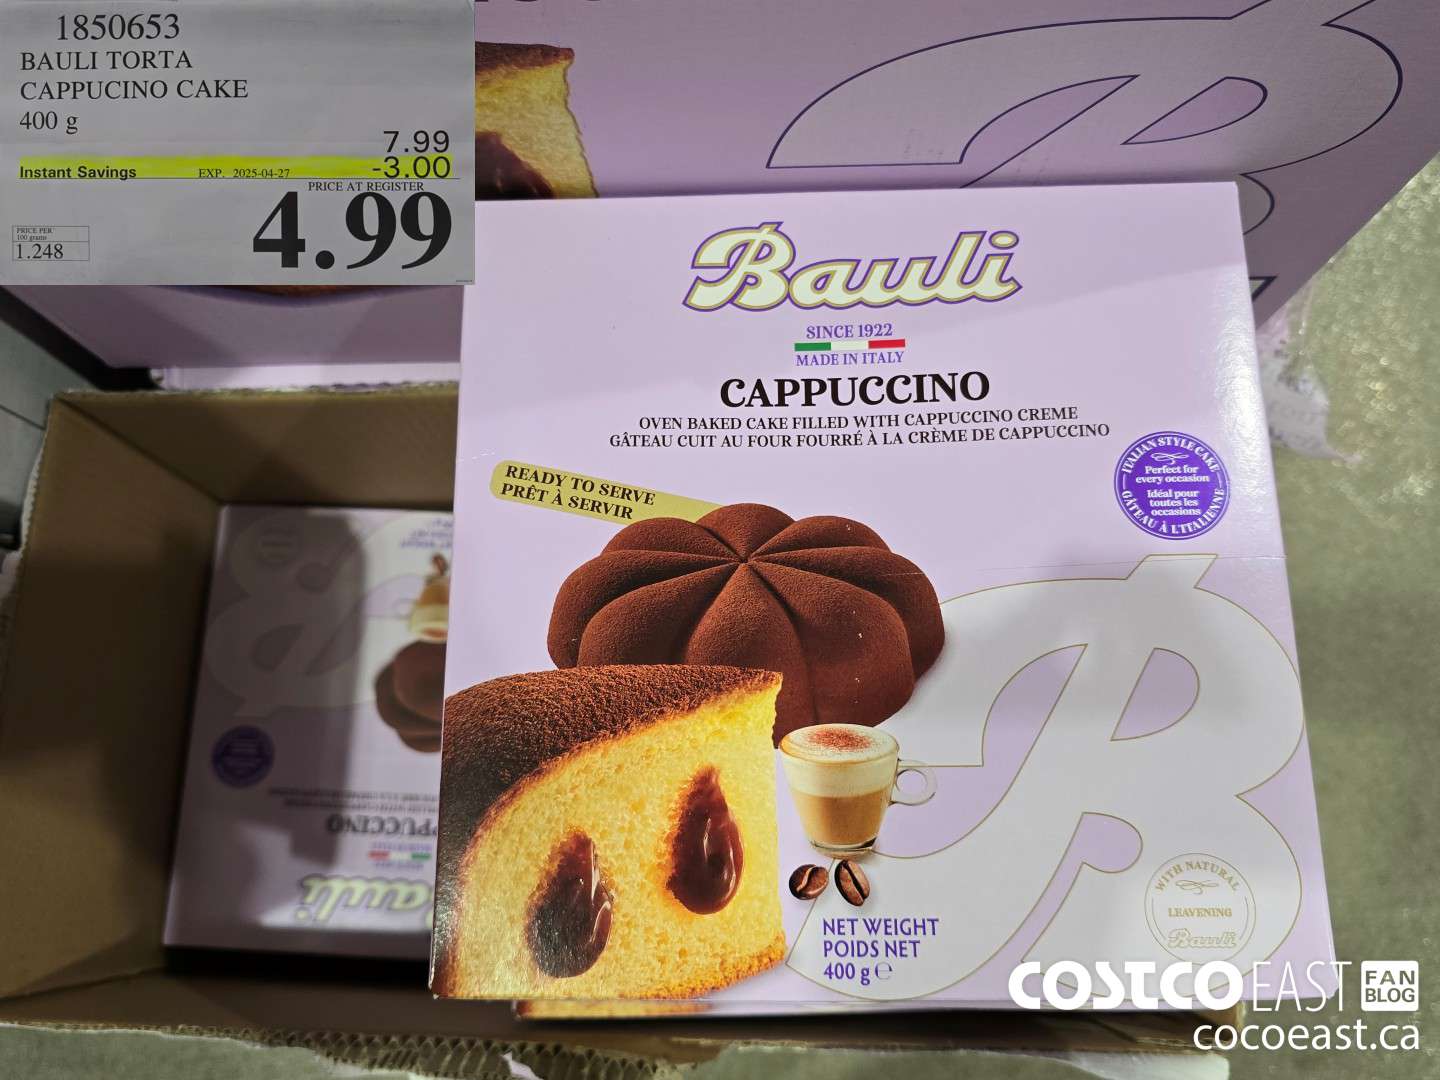 1850653
BAULI TORTA
CAPPUCINO CAKE
400 g
7.99
Instant Savings EXP. 2025-04-27 -3.00
PRICE AT REGISTER
4.99
PRICE PER
100 grams
1.248
Bauli
SINCE 1922
MADE IN ITALY
CAPPUCCINO
OVEN BAKED CAKE FILLED WITH CAPPUCCINO CREME
GÂTEAU CUIT AU FOUR FOURRÉ À LA CRÈME DE CAPPUCCINO
READY TO SERVE
PRÊT À SERVIR
ITALIAN STYLE CAKE
Perfect for
every occasion
Idéal pour
toutes les
occasions
GÂTEAU À L'ITALIENNE
NET WEIGHT
POIDS NET
400 g ℮
WITH NATURAL
LEAVENING
Bauli
B
Bauli
COSTCO EAST FAN
BLOG
cocoeast.ca